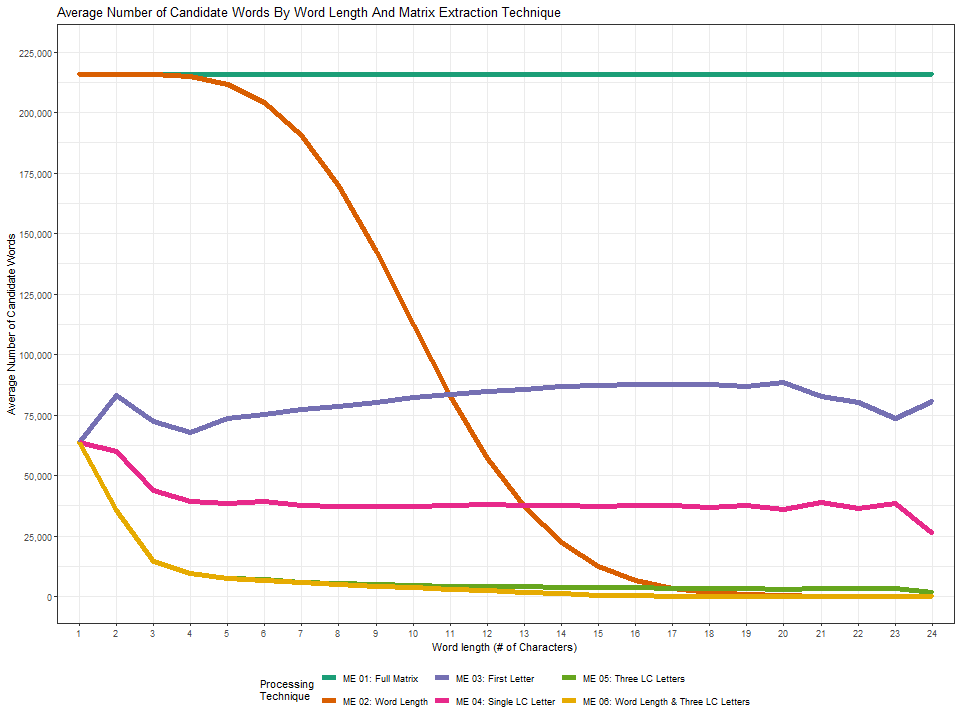 Average Number of Candidate Words By Word Length And Matrix Extraction Technique
Average Number of Candidate Words
225,000
200,000
175,000
150,000
125,000
100,000
75,000
50,000
25,000
0
1 2 3 4 5 6 7 8 9 10 11 12 13 14 15 16 17 18 19 20 21 22 23 24
Word length (# of Characters)
Processing Technique
ME 01: Full Matrix
ME 02: Word Length
ME 03: First Letter
ME 04: Single LC Letter
ME 05: Three LC Letters
ME 06: Word Length & Three LC Letters